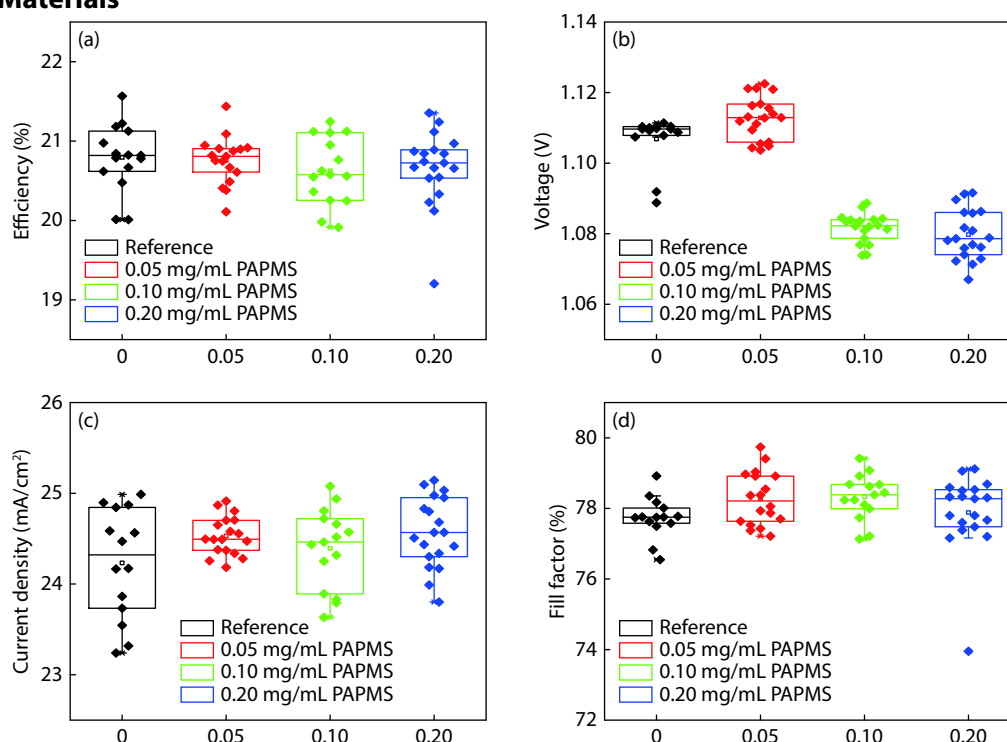 Materials
(a)
22
21
20
19
Efficiency (%)
Reference
0.05 mg/mL PAPMS
0.10 mg/mL PAPMS
0.20 mg/mL PAPMS
0 0.05 0.10 0.20
(b)
1.14
1.12
1.10
1.08
1.06
Voltage (V)
Reference
0.05 mg/mL PAPMS
0.10 mg/mL PAPMS
0.20 mg/mL PAPMS
0 0.05 0.10 0.20
(c)
26
25
24
23
Current density (mA/cm²)
Reference
0.05 mg/mL PAPMS
0.10 mg/mL PAPMS
0.20 mg/mL PAPMS
0 0.05 0.10 0.20
(d)
80
78
76
74
72
Fill factor (%)
Reference
0.05 mg/mL PAPMS
0.10 mg/mL PAPMS
0.20 mg/mL PAPMS
0 0.05 0.10 0.20